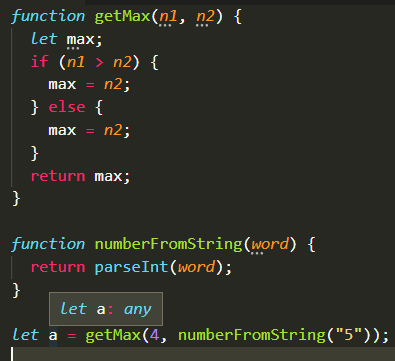 function getMax(n1, n2) {
let max;
if (n1 > n2) {
max = n2;
} else {
max = n2;
}
return max;
}
function numberFromString(word) {
return parseInt(word);
}
let a: any
let a = getMax(4, numberFromString("5"));